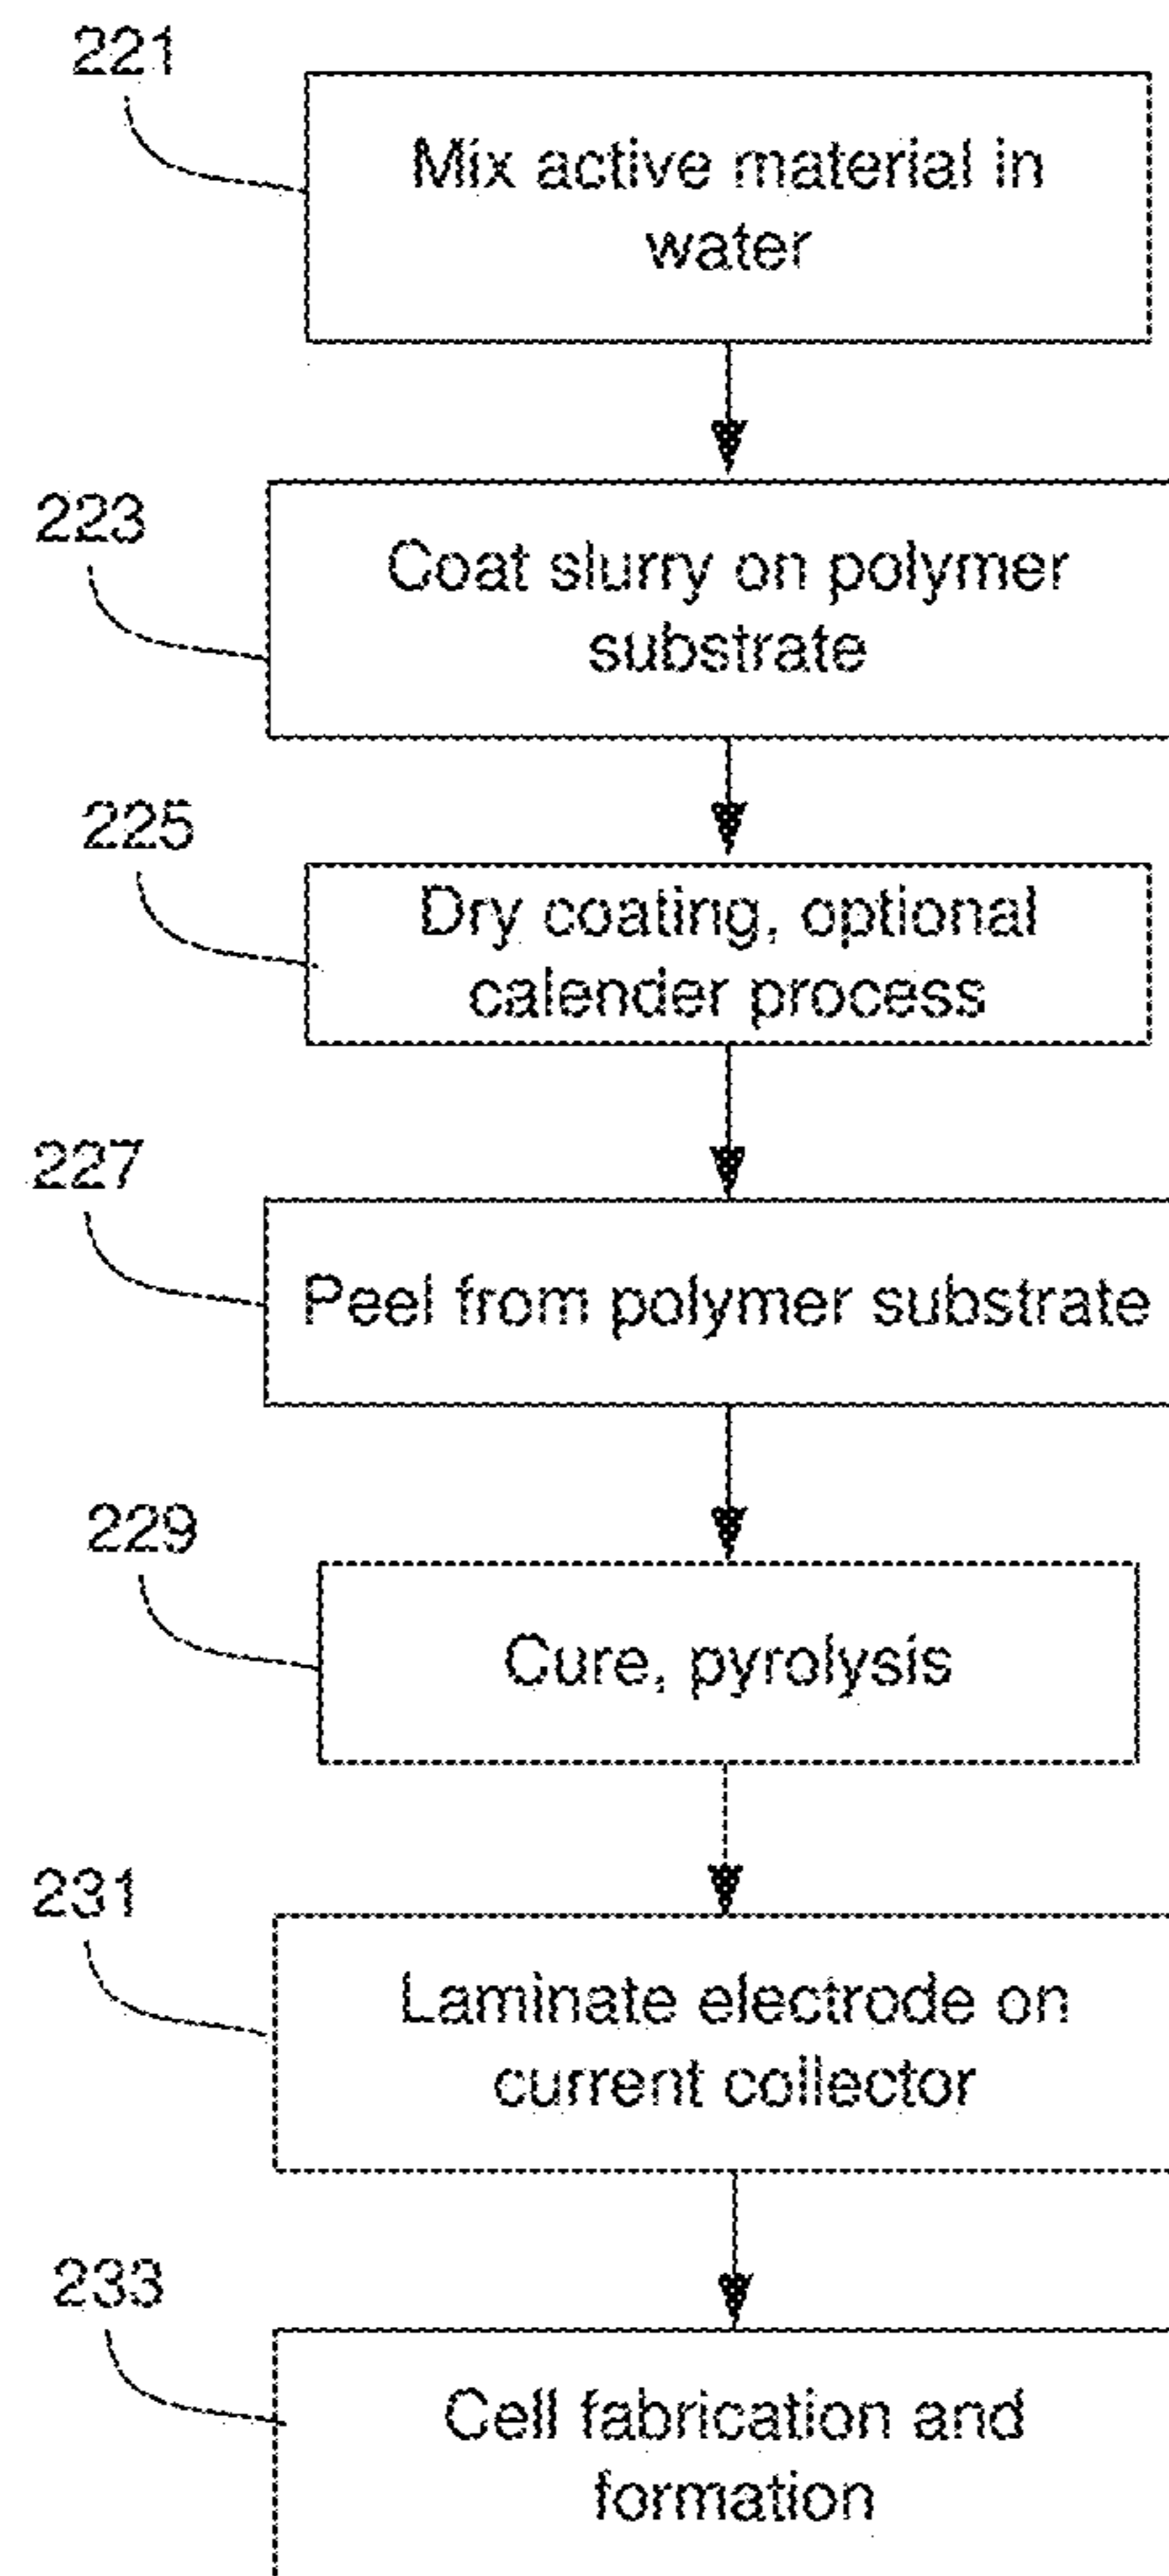 221
Mix active material in
water
223
Coat slurry on polymer
substrate
225
Dry coating, optional
calender process
227
Peel from polymer substrate
229
Cure, pyrolysis
231
Laminate electrode on
current collector
233
Cell fabrication and
formation